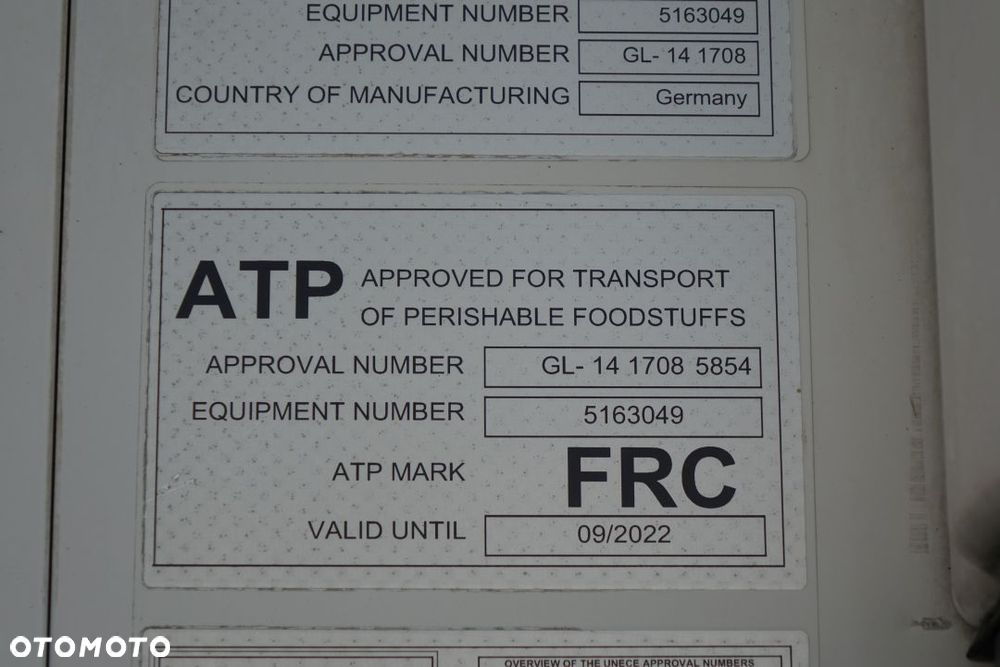 EQUIPMENT NUMBER 5163049
APPROVAL NUMBER GL- 14 1708
COUNTRY OF MANUFACTURING Germany
ATP APPROVED FOR TRANSPORT
OF PERISHABLE FOODSTUFFS
APPROVAL NUMBER GL- 14 1708 5854
EQUIPMENT NUMBER 5163049
ATP MARK FRC
VALID UNTIL 09/2022
OTOMOTO
OVERVIEW OF THE UNECE APPROVAL NUMBERS